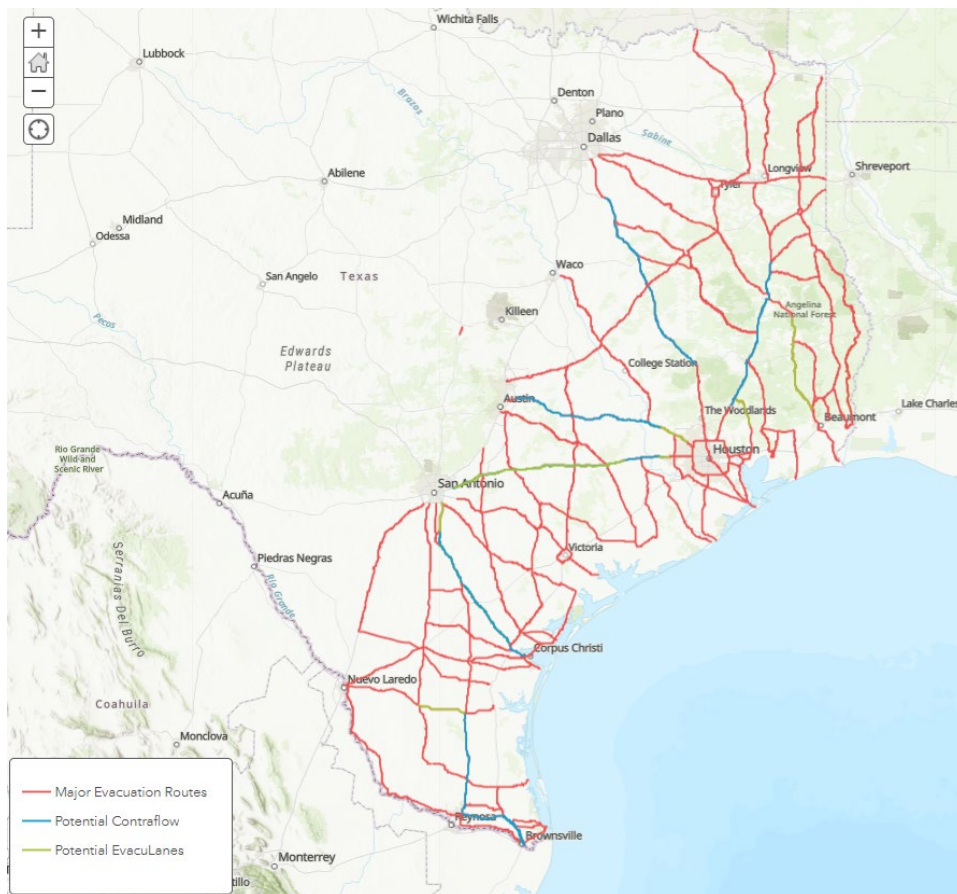 Wichita Falls
Lubbock
Brazos
Denton
Plano
Dallas
Sabine
Longview
Shreveport
Tyler
Abilene
Midland
Odessa
San Angelo
Texas
Waco
Killeen
Angelina
National Forest
Pecos
Edwards
Plateau
College Station
Austin
The Woodlands
Beaumont
Lake Charles
Houston
Rio Grande
Wild and
Scenic River
San Antonio
Acuña
Victoria
Piedras Negras
Serranias Del Burro
Rio Grande
Corpus Christi
Nuevo Laredo
Coahuila
Monclova
Major Evacuation Routes
Potential Contraflow
Potential EvacuLanes
Reynosa
Brownsville
Monterrey
tillo